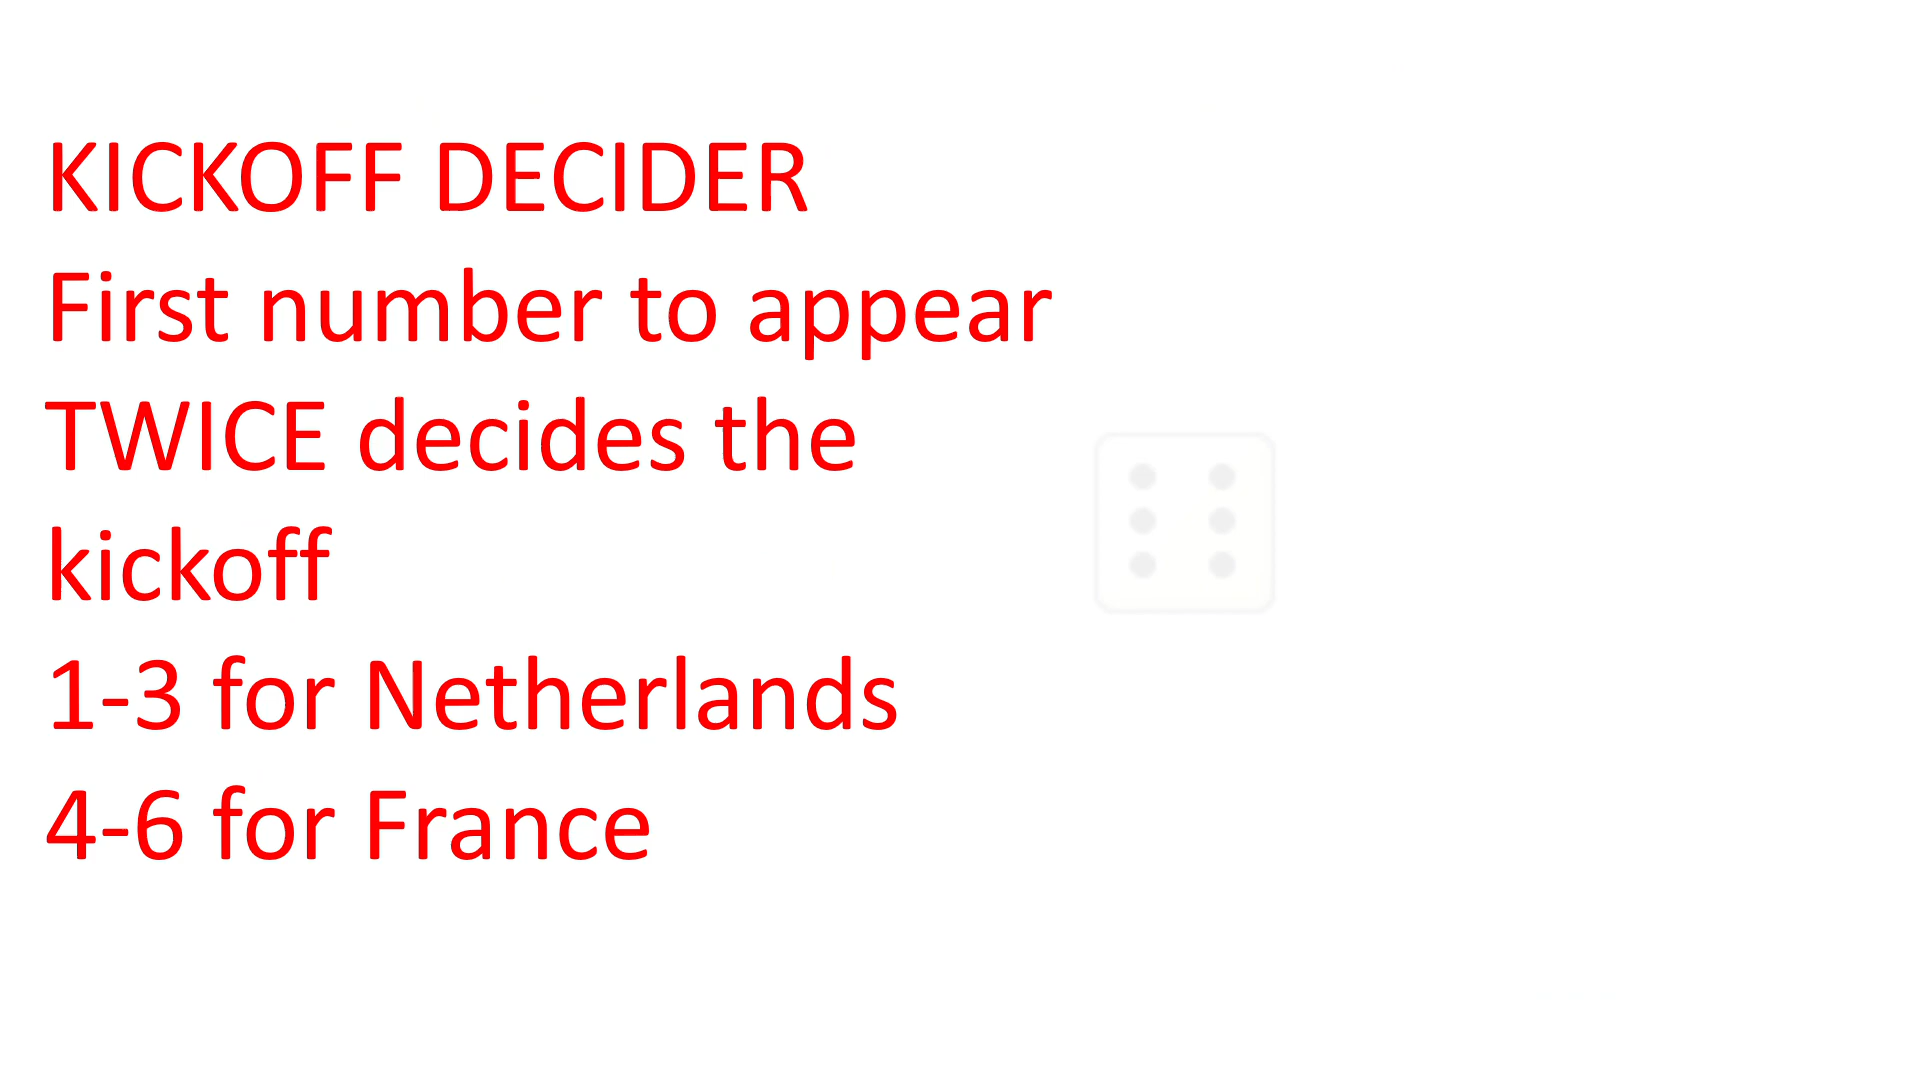 KICKOFF DECIDER
First number to appear
TWICE decides the
kickoff
1-3 for Netherlands
4-6 for France